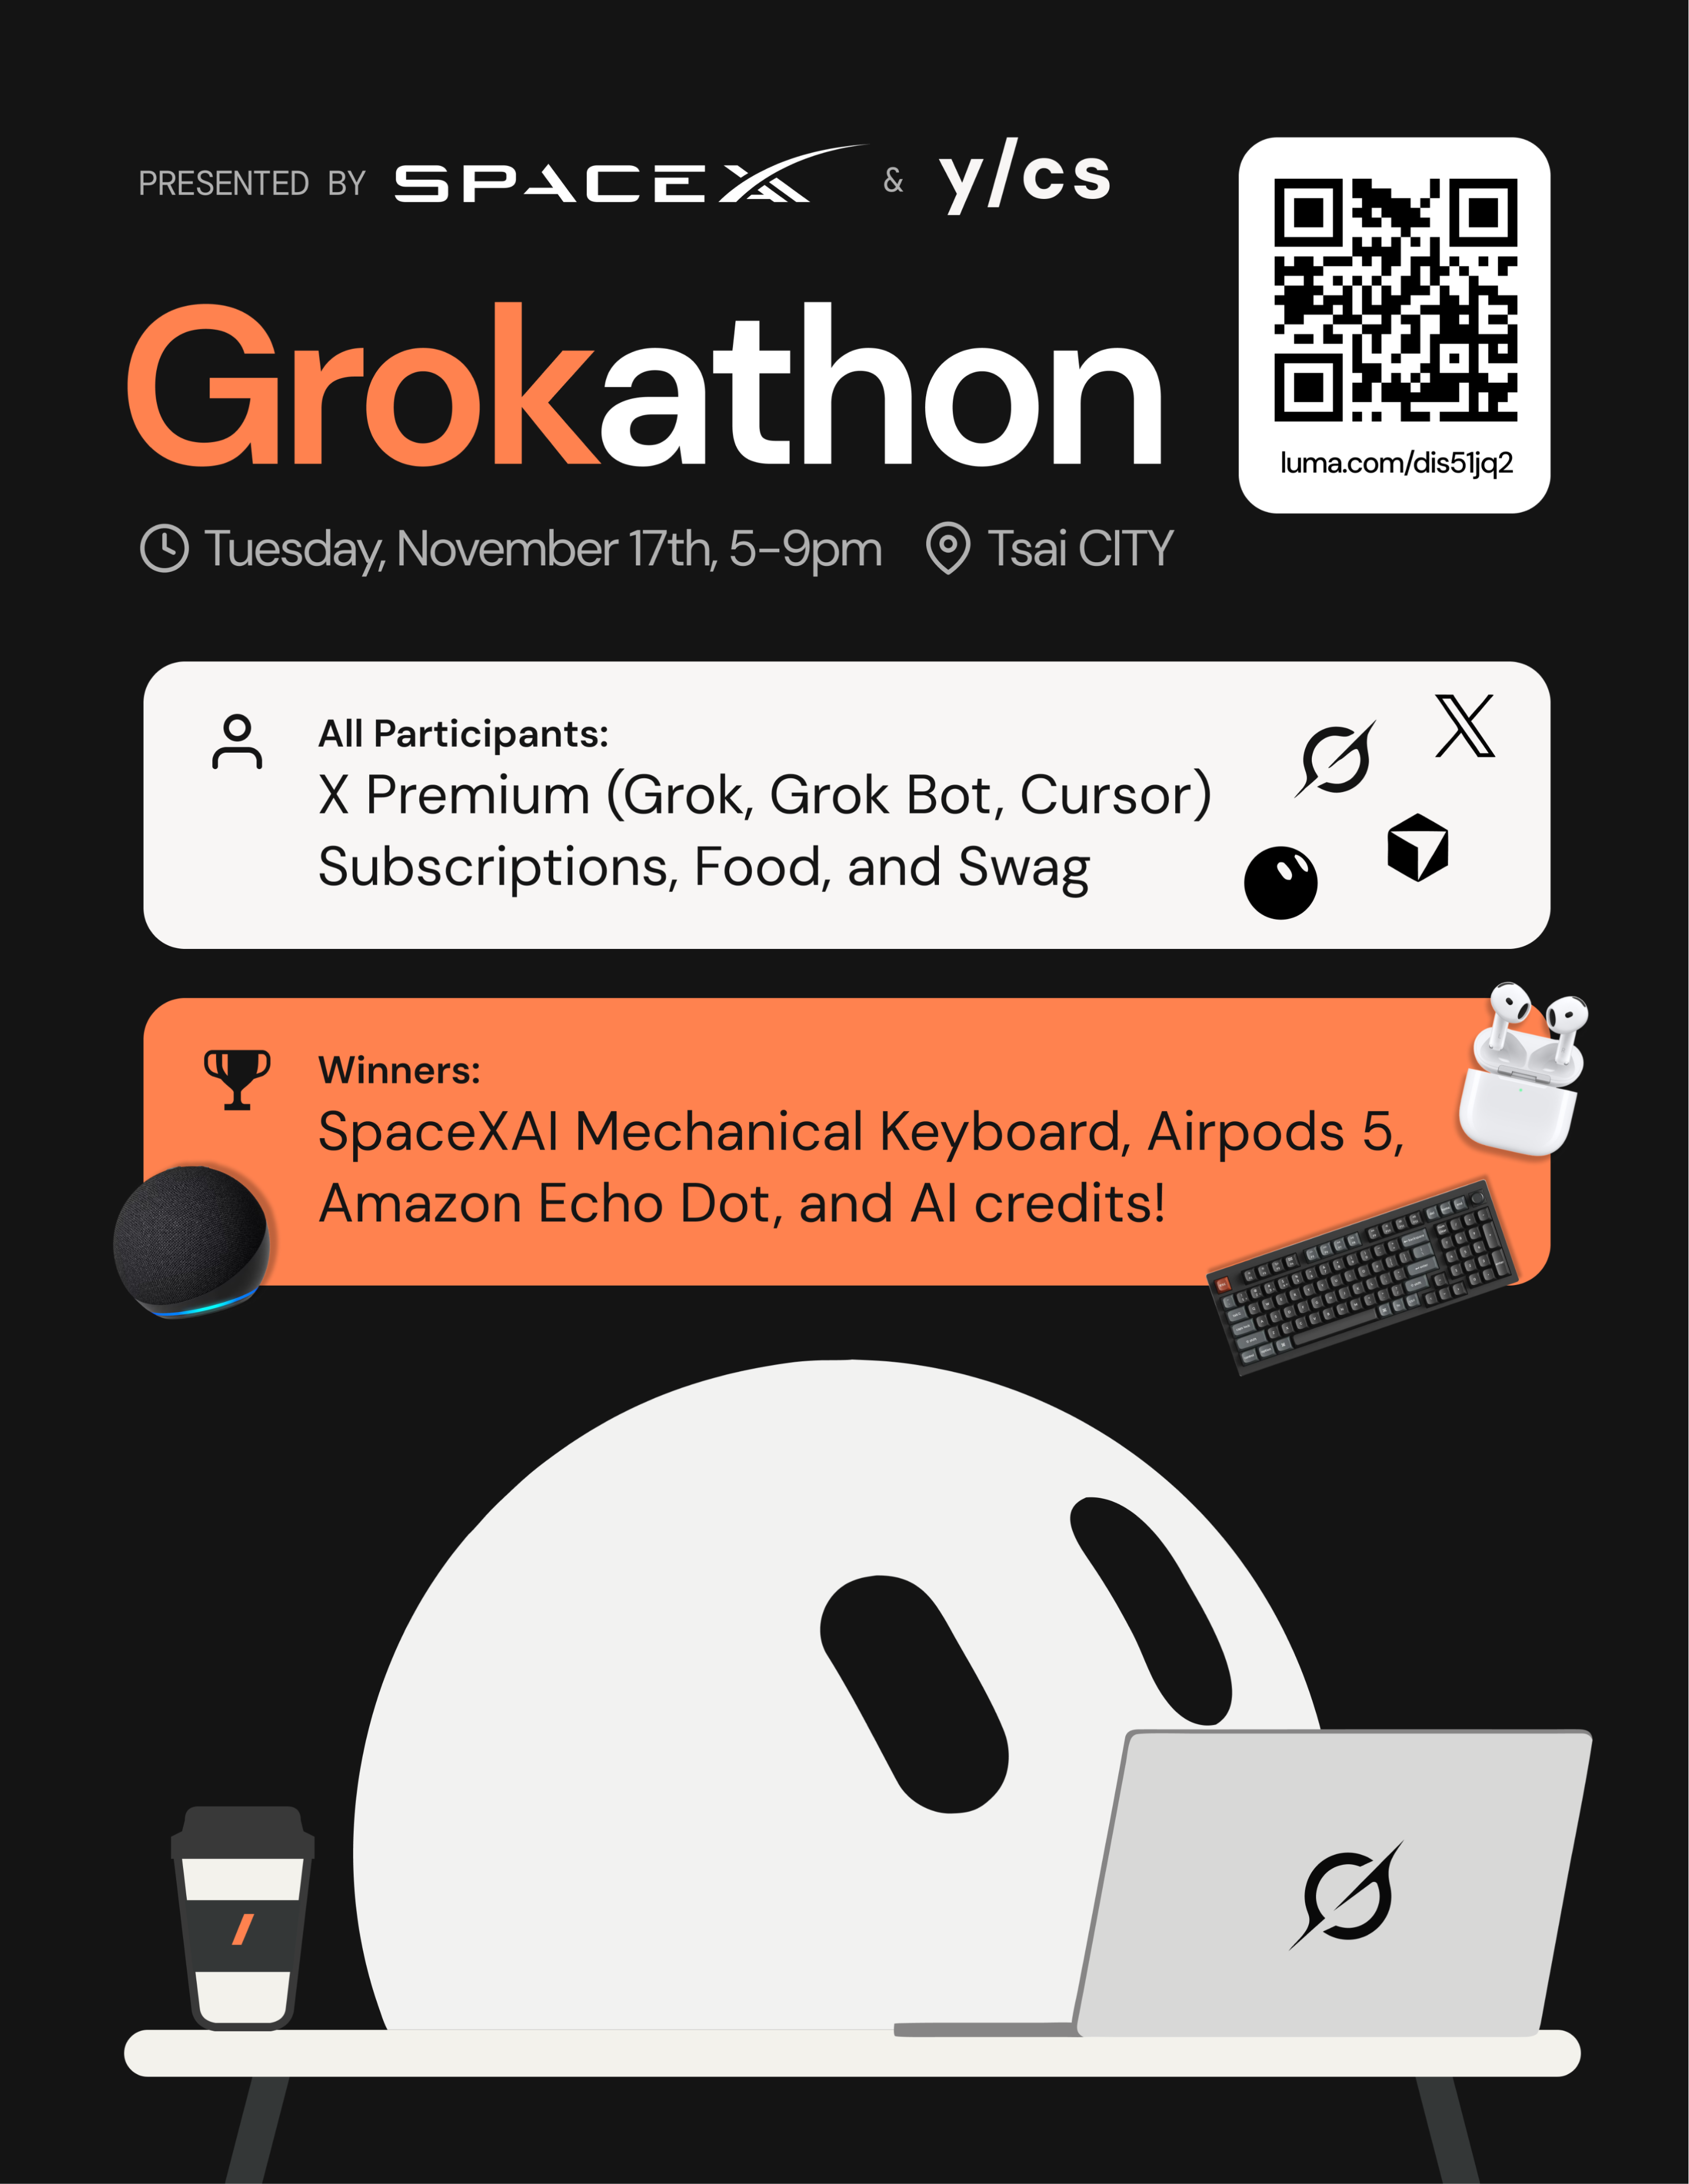 PRESENTED BY SPACEX & y/cs
Grokathon
luma.com/dis51jq2
Tuesday, November 17th, 5–9pm Tsai CITY
All Participants:
X Premium (Grok, Grok Bot, Cursor)
Subscriptions, Food, and Swag
Winners:
SpaceXAI Mechanical Keyboard, Airpods 5,
Amazon Echo Dot, and AI credits!